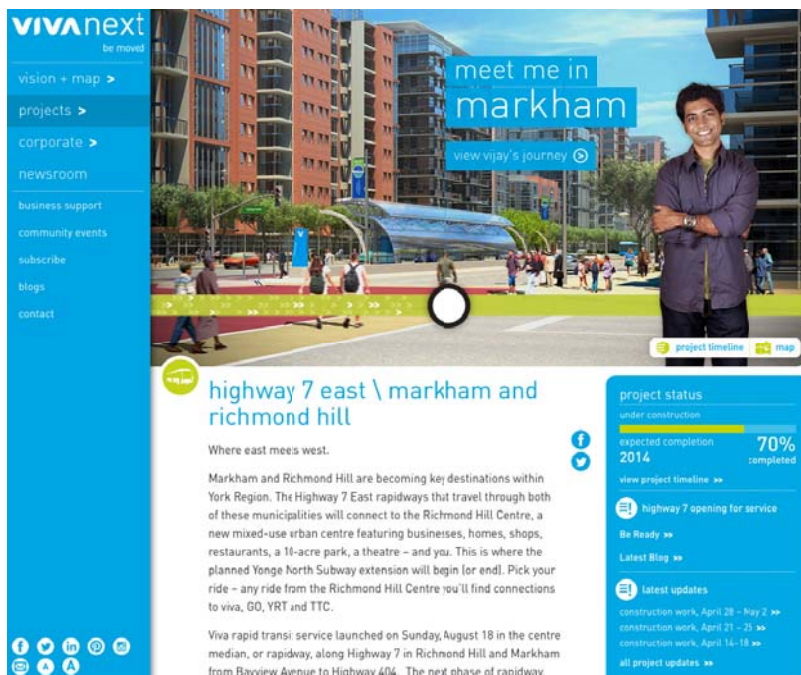 vivanext
be moved
vision + map >
projects >
corporate >
newsroom
business support
community events
subscribe
blogs
contact
meet me in
markham
view vijay's journey
project timeline
map
highway 7 east \ markham and
richmond hill
Where east meets west.
Markham and Richmond Hill are becoming key destinations within
York Region. The Highway 7 East rapidways that travel through both
of these municipalities will connect to the Richmond Hill Centre, a
new mixed-use urban centre featuring businesses, homes, shops,
restaurants, a 10-acre park, a theatre – and you. This is where the
planned Yonge North Subway extension will begin [or end]. Pick your
ride – any ride from the Richmond Hill Centre you'll find connections
to viva, GO, YRT and TTC.
Viva rapid transit service launched on Sunday, August 18 in the centre
median, or rapidway, along Highway 7 in Richmond Hill and Markham
from Bayview Avenue to Highway 404. The next phase of rapidway
project status
under construction
expected completion
2014
70%
completed
view project timeline »
highway 7 opening for service
Be Ready »
Latest Blog »
latest updates
construction work, April 28 – May 2 »
construction work, April 21 – 25 »
construction work, April 14-18 »
all project updates »
A A